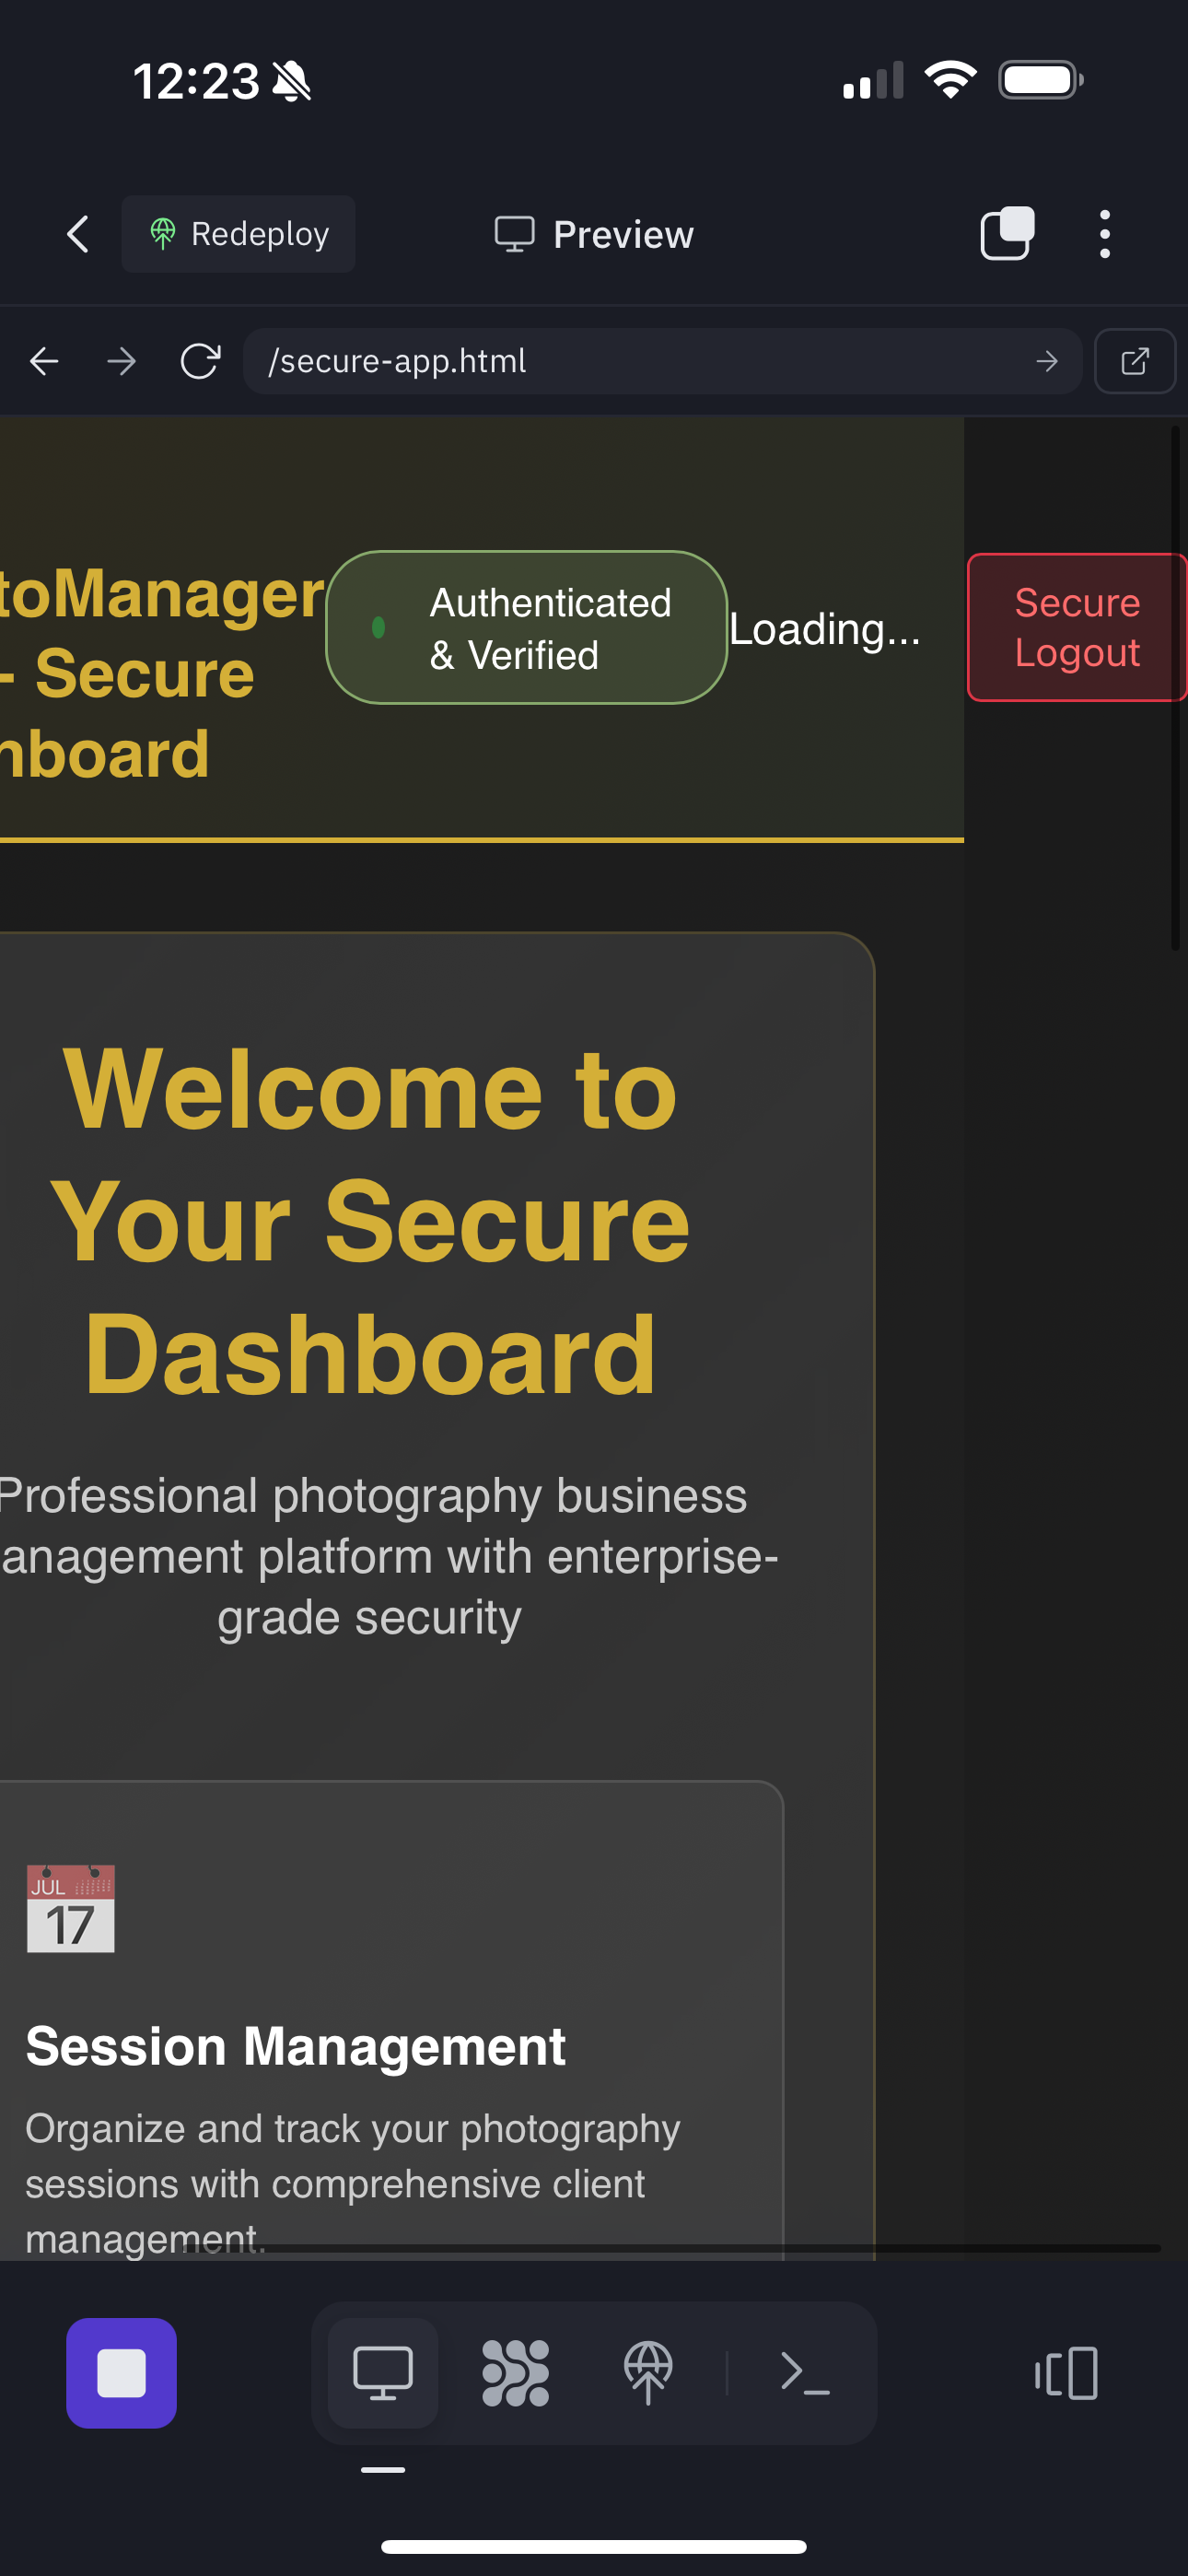 12:23
Redeploy
Preview
/secure-app.html
toManager
- Secure
nboard
Authenticated
& Verified
Loading...
Secure
Logout
Welcome to
Your Secure
Dashboard
Professional photography business
anagement platform with enterprise-
grade security
JUL
17
Session Management
Organize and track your photography
sessions with comprehensive client
management.